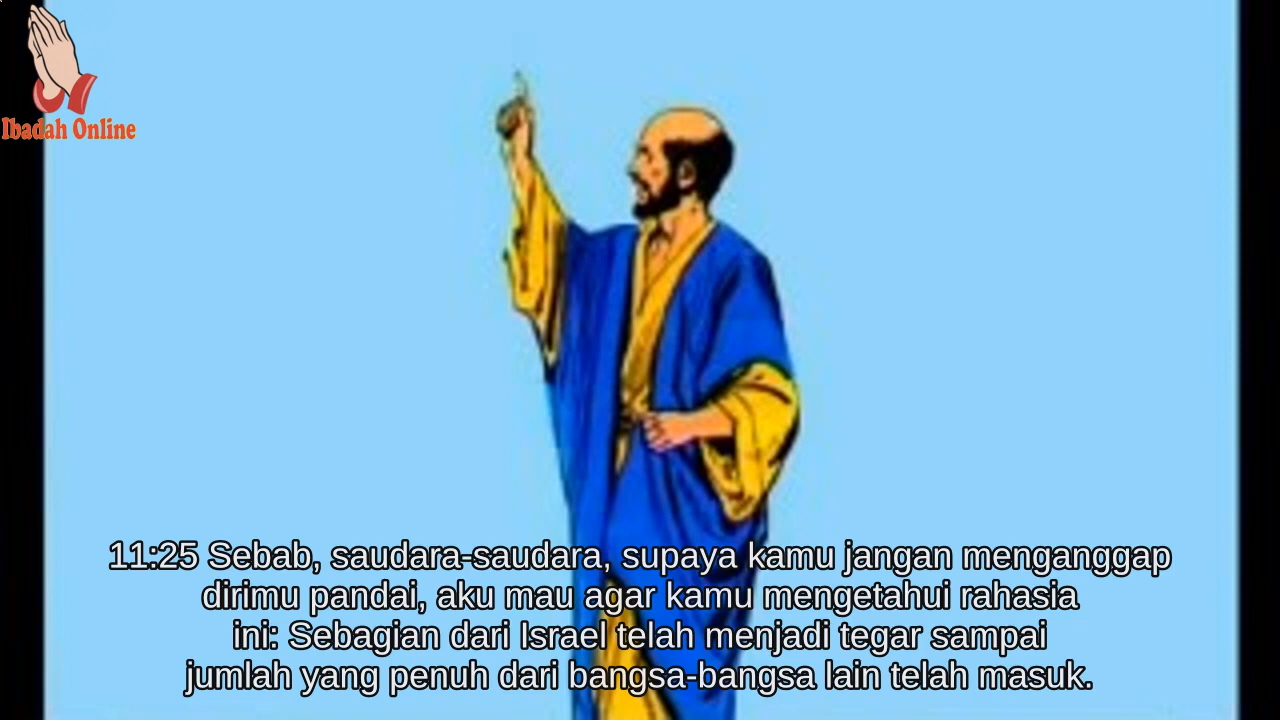 Ibadah Online
11:25 Sebab, saudara-saudara, supaya kamu jangan menganggap
dirimu pandai, aku mau agar kamu mengetahui rahasia
ini: Sebagian dari Israel telah menjadi tegar sampai
jumlah yang penuh dari bangsa-bangsa lain telah masuk.